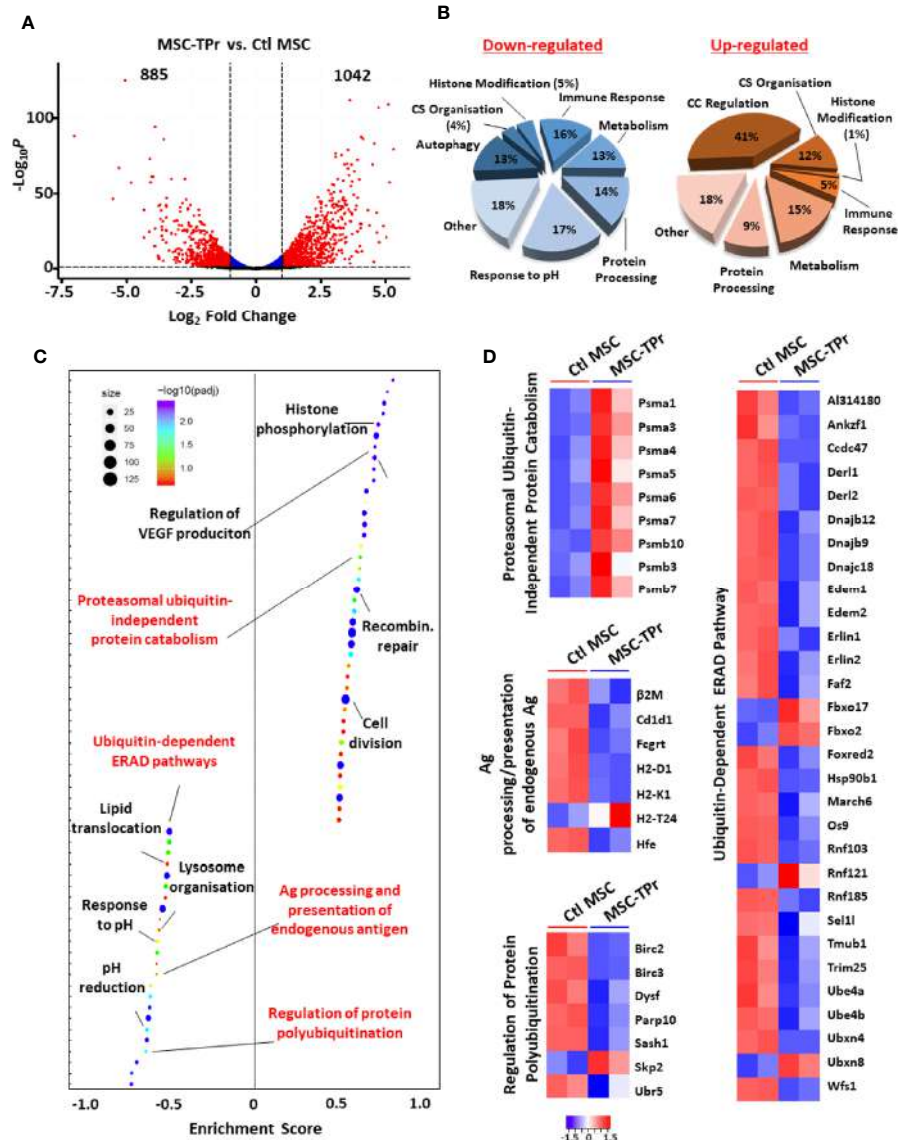 A
MSC-TPr vs. Ctl MSC
885
1042
100
50
0
-Log10P
-7.5
-5.0
-2.5
0
2.5
5.0
Log2 Fold Change
B
Down-regulated
Histone Modification (5%)
CS Organisation
(4%)
Autophagy
Immune Response
Metabolism
16%
13%
13%
14%
18%
17%
Other
Response to pH
Protein
Processing
Up-regulated
CS Organisation
CC Regulation
Histone
Modification
(1%)
41%
12%
5%
18%
15%
9%
Immune
Response
Other
Protein
Processing
Metabolism
C
size
25
50
75
100
125
-log10(padj)
2.0
1.0
Histone
phosphorylation
Regulation of
VEGF produciton
Proteasomal ubiquitin-
independent
protein catabolism
Recombin.
repair
Cell
division
Ubiquitin-dependent
ERAD pathways
Lipid
translocation
Lysosome
organisation
Response
to pH
Ag processing and
presentation of
endogenous antigen
pH
reduction
Regulation of protein
polyubiquitination
-1.0
-0.5
0
0.5
1.0
Enrichment Score
D
Ctl MSC
MSC-TPr
Proteasomal Ubiquitin-
Independent Protein Catabolism
Psma1
Psma3
Psma4
Psma5
Psma6
Psma7
Psmb10
Psmb3
Psmb7
Ctl MSC
MSC-TPr
Ag
processing/presentation
of endogenous Ag
β2M
Cd1d1
Fcgrt
H2-D1
H2-K1
H2-T24
Hfe
Ctl MSC
MSC-TPr
Regulation of Protein
Polyubiquitination
Birc2
Birc3
Dysf
Parp10
Sash1
Skp2
Ubr5
-1.5
0
1.5
Ctl MSC
MSC-TPr
Ubiquitin-Dependent ERAD Pathway
AI314180
Ankzf1
Ccdc47
Derl1
Derl2
Dnajb12
Dnajb9
Dnajc18
Edem1
Edem2
Erlin1
Erlin2
Faf2
Fbxo17
Fbxo2
Foxred2
Hsp90b1
March6
Os9
Rnf103
Rnf121
Rnf185
Sel1l
Tmub1
Trim25
Ube4a
Ube4b
Ubxn4
Ubxn8
Wfs1